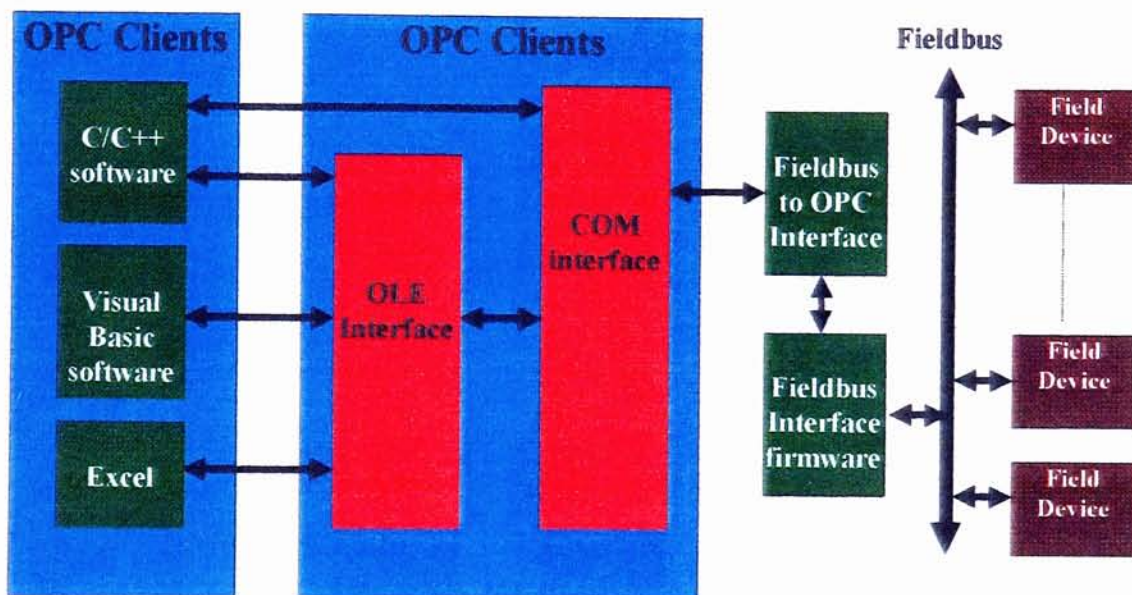 OPC Clients
C/C++
software
Visual
Basic
software
Excel
OPC Clients
OLE
Interface
COM
interface
Fieldbus
to OPC
Interface
Fieldbus
Interface
firmware
Fieldbus
Field
Device
Field
Device
Field
Device